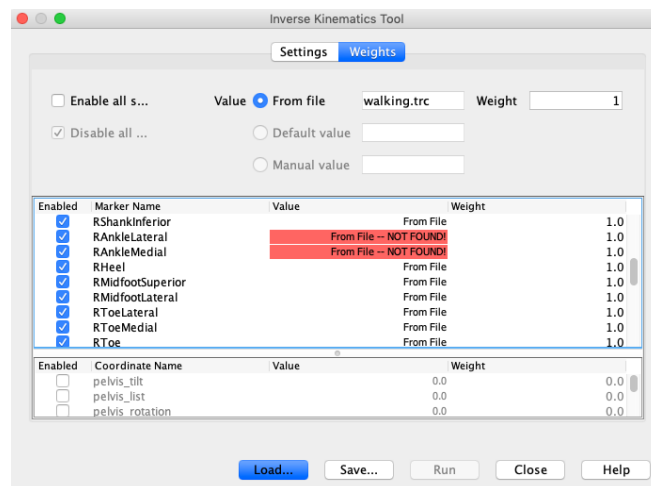 Inverse Kinematics Tool
Settings Weights
Enable all s... Value From file walking.trc Weight 1
Disable all ... Default value
Manual value
Enabled Marker Name Value Weight
RShankInferior From File 1.0
RAnkleLateral From File -- NOT FOUND! 1.0
RAnkleMedial From File -- NOT FOUND! 1.0
RHeel From File 1.0
RMidfootSuperior From File 1.0
RMidfootLateral From File 1.0
RToeLateral From File 1.0
RToeMedial From File 1.0
RToe From File 1.0
Enabled Coordinate Name Value Weight
pelvis_tilt 0.0 0.0
pelvis_list 0.0 0.0
pelvis_rotation 0.0 0.0
Load... Save... Run Close Help